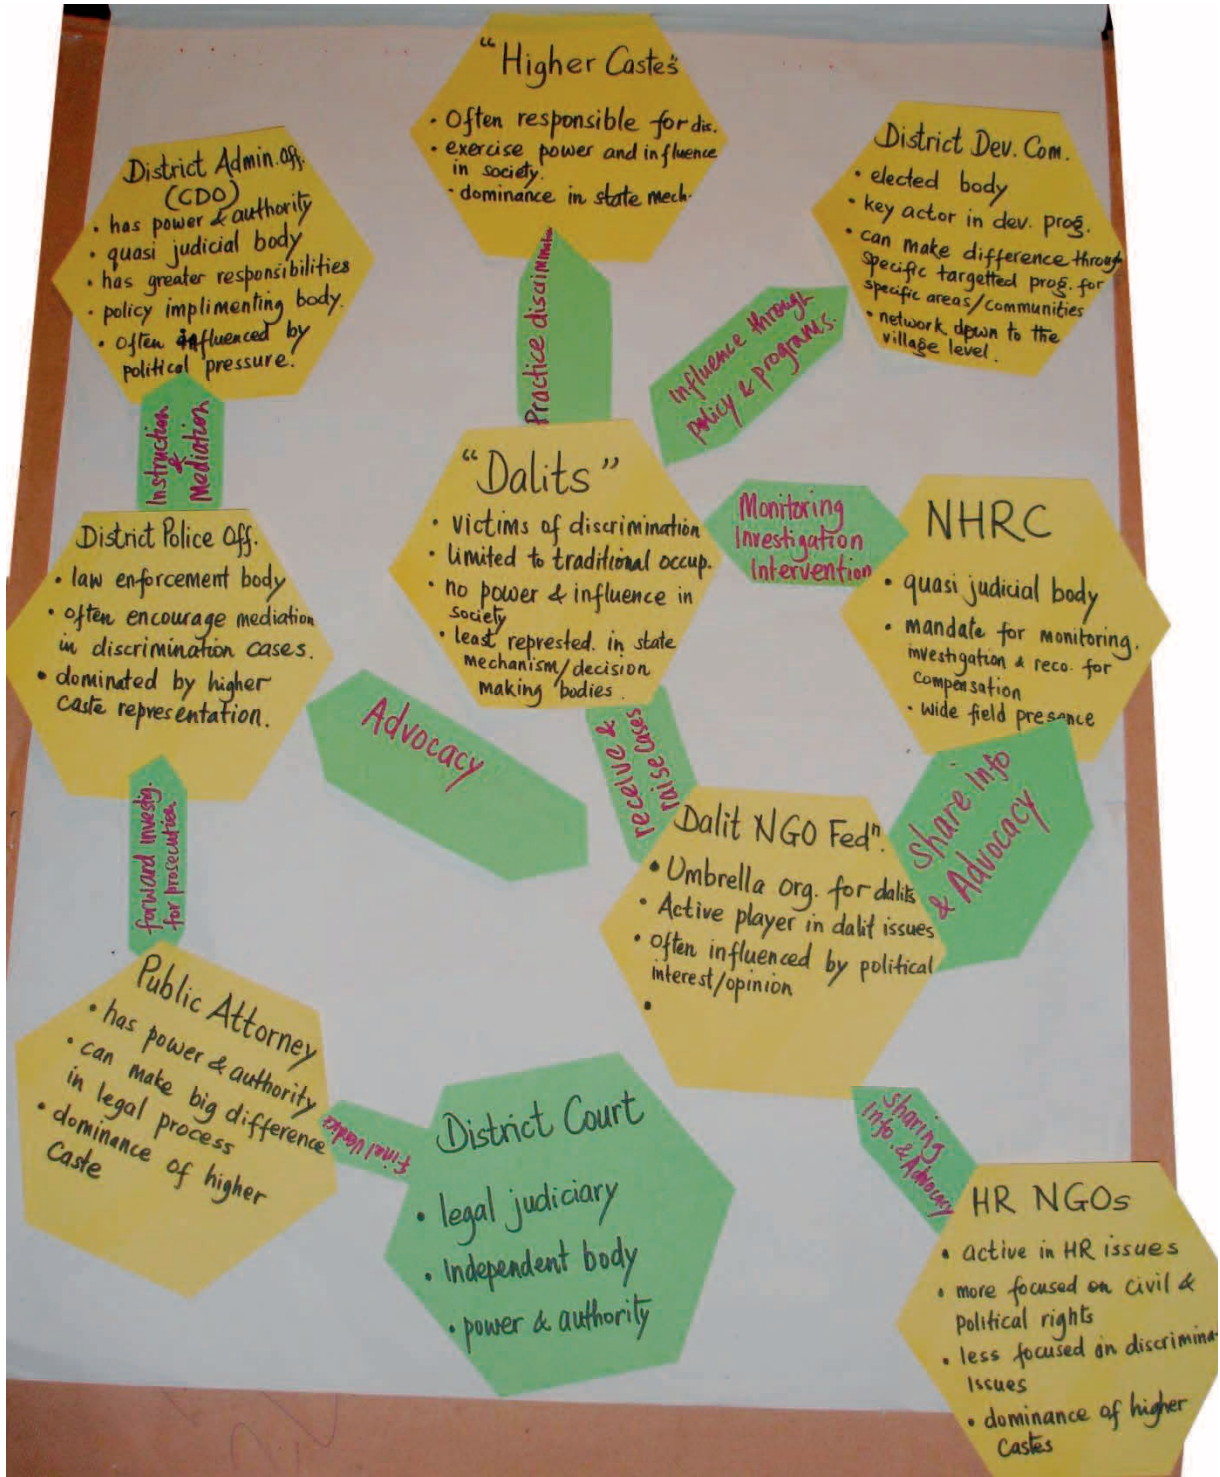 "Higher Castes"
• Often responsible for dis.
• exercise power and influence
in society.
• dominance in state mech.
District Admin. Off.
(CDO)
• has power & authority
• quasi judicial body
• has greater responsibilities
• policy implimenting body.
• often influenced by
political pressure.
District Dev. Com.
• elected body
• key actor in dev. prog.
• can make difference through
specific targetted prog. for
specific areas/communities
• network down to the
village level.
Practice discriminatio
Influence through
policy & programs.
Instruction
&
Mediation
"Dalits"
• victims of discrimination
• limited to traditional occup.
• no power & influence in
society
• least represted. in state
mechanism/decision
making bodies.
Monitoring
Investigation
Intervention
NHRC
• quasi judicial body
• mandate for monitoring.
investigation & reco. for
compensation
• wide field presence
District Police Off.
• law enforcement body
• often encourage mediation
in discrimination cases.
• dominated by higher
caste representation.
Advocacy
receive &
raise cases
Share info
& Advocacy
forward investig.
for prosecution
Dalit NGO Fedn.
• Umbrella org. for dalits
• Active player in dalit issues
• often influenced by political
interest/opinion
•
Public Attorney
• has power & authority
• can make big difference
in legal process
• dominance of higher
Caste
Final Verdict
District Court
• legal judiciary
• Independent body
• power & authority
Sharing
info. & Advocacy
HR NGOs
• active in HR issues
• more focused on civil &
political rights
• less focused on discrimina-
Issues
• dominance of higher
Castes